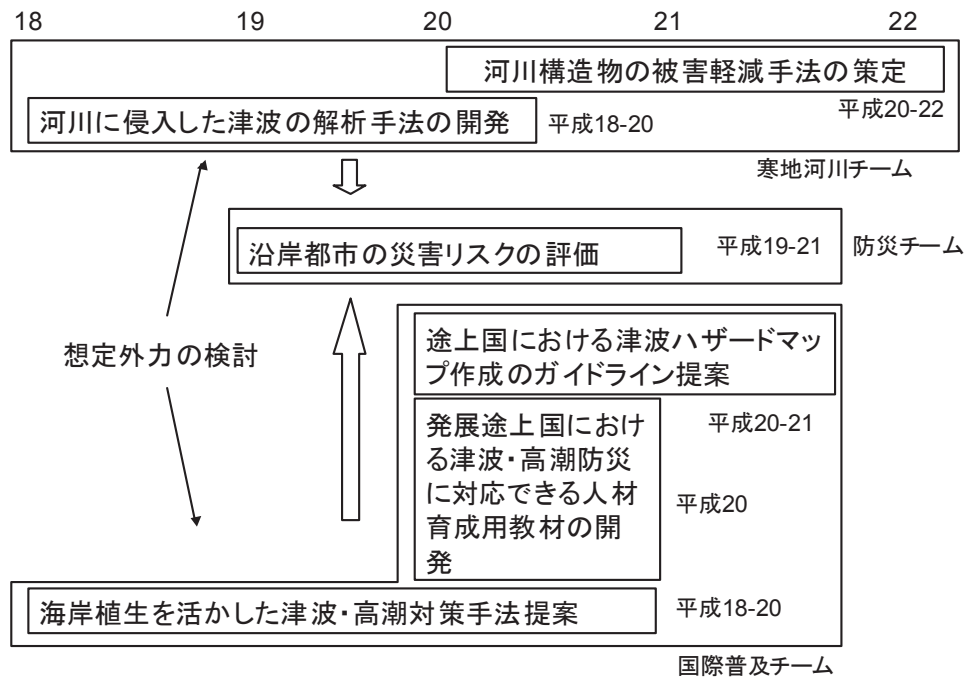 18 19 20 21 22
河川構造物の被害軽減手法の策定
平成20-22
河川に侵入した津波の解析手法の開発
平成18-20
寒地河川チーム
沿岸都市の災害リスクの評価
平成19-21
防災チーム
想定外力の検討
途上国における津波ハザードマッ
プ作成のガイドライン提案
平成20-21
発展途上国におけ
る津波・高潮防災
に対応できる人材
育成用教材の開
発
平成20
海岸植生を活かした津波・高潮対策手法提案
平成18-20
国際普及チーム